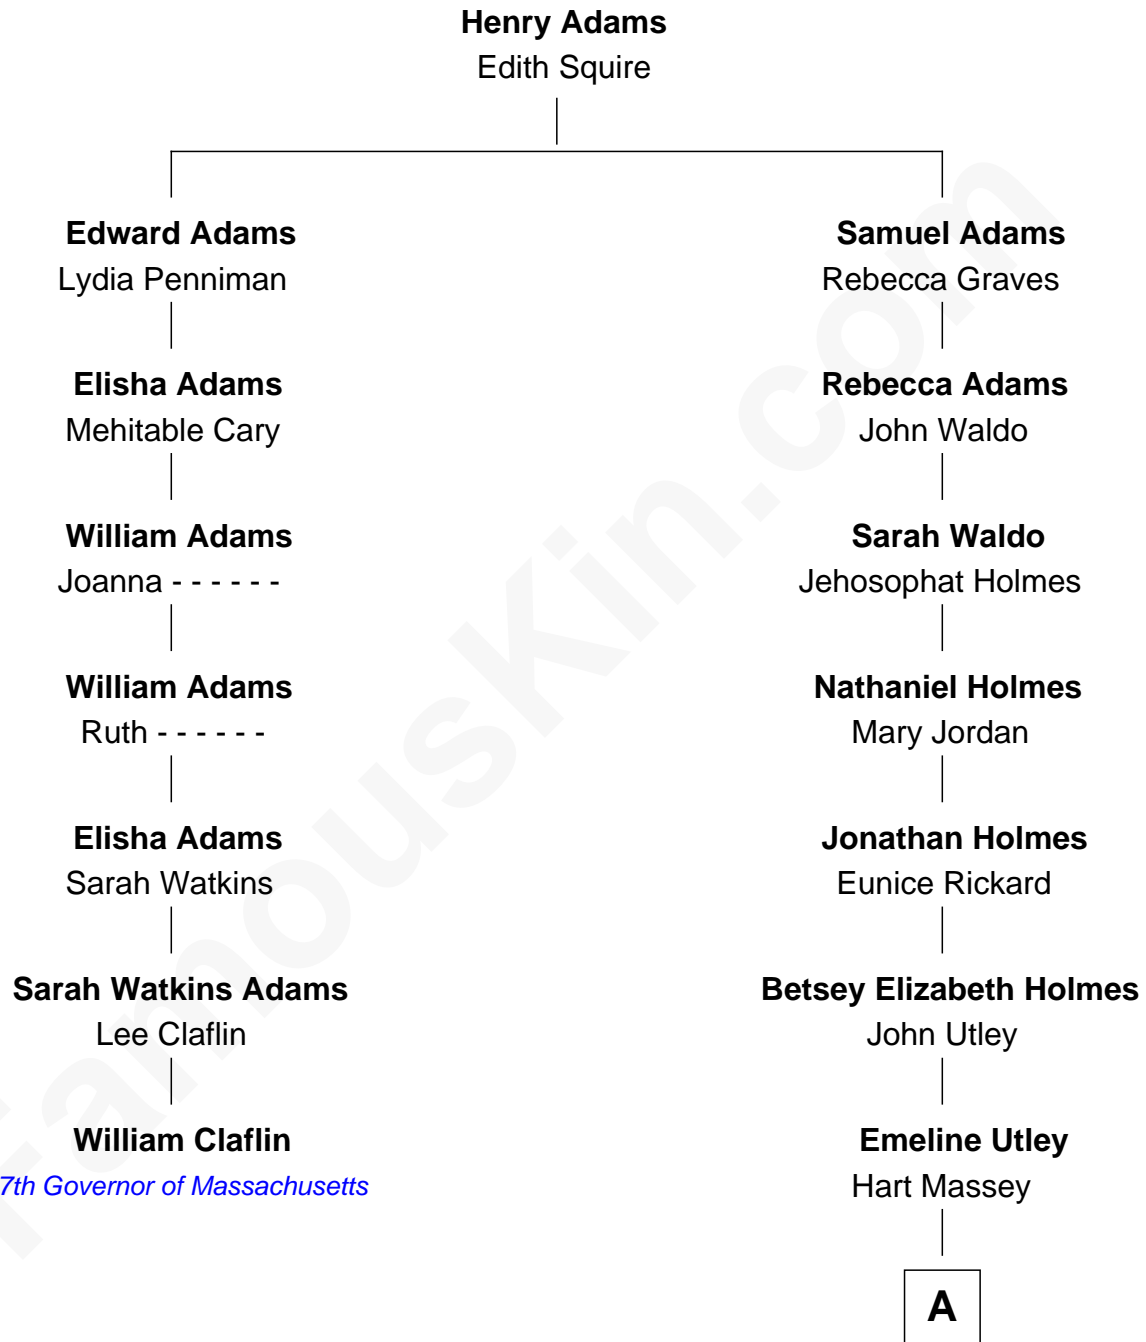 Henry Adams
Edith Squire
Edward Adams
Lydia Penniman
Samuel Adams
Rebecca Graves
Elisha Adams
Mehitable Cary
Rebecca Adams
John Waldo
William Adams
Joanna - - - - - -
Sarah Waldo
Jehosophat Holmes
William Adams
Ruth - - - - - -
Nathaniel Holmes
Mary Jordan
Elisha Adams
Sarah Watkins
Jonathan Holmes
Eunice Rickard
Sarah Watkins Adams
Lee Claflin
Betsey Elizabeth Holmes
John Utley
William Claflin
7th Governor of Massachusetts
Emeline Utley
Hart Massey
A
FamousKin.com